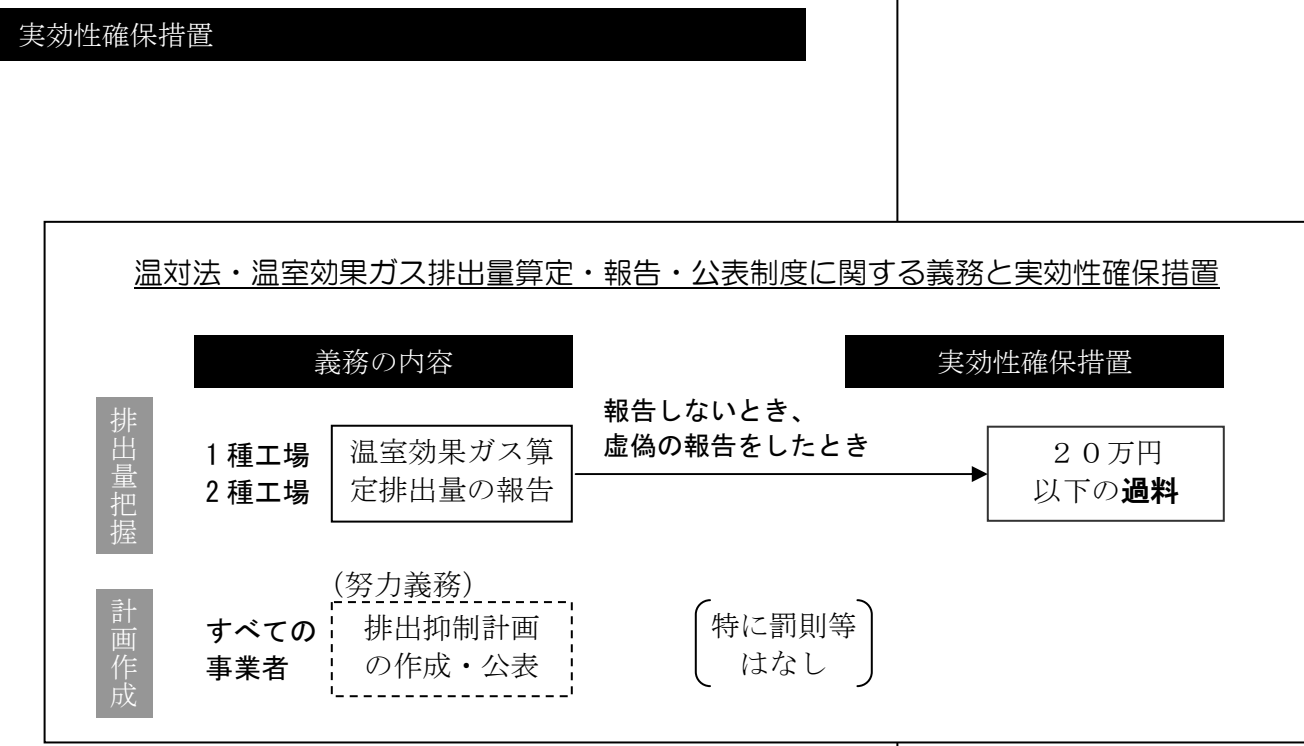 実効性確保措置
温対法・温室効果ガス排出量算定・報告・公表制度に関する義務と実効性確保措置
義務の内容
実効性確保措置
排出量把握
1種工場
2種工場
温室効果ガス算
定排出量の報告
報告しないとき、
虚偽の報告をしたとき
２０万円
以下の過料
計画作成
すべての
事業者
(努力義務)
排出抑制計画
の作成・公表
特に罰則等
はなし